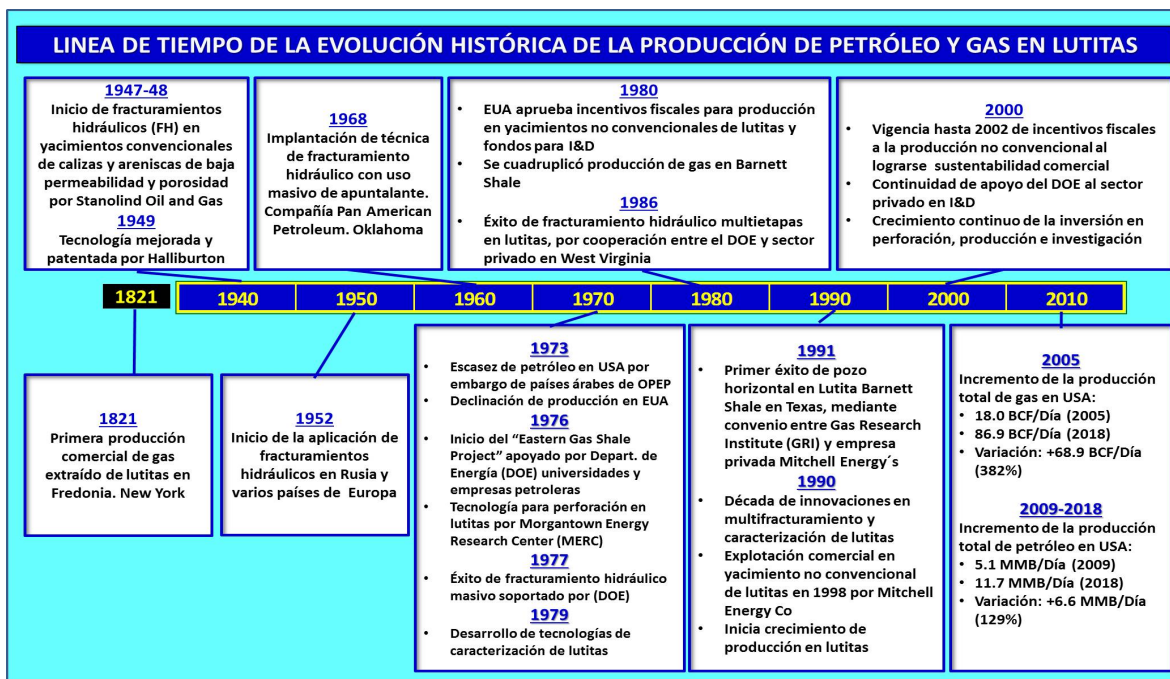 LINEA DE TIEMPO DE LA EVOLUCIÓN HISTÓRICA DE LA PRODUCCIÓN DE PETRÓLEO Y GAS EN LUTITAS
1947-48
Inicio de fracturamientos
hidráulicos (FH) en
yacimientos convencionales
de calizas y areniscas de baja
permeabilidad y porosidad
por Stanolind Oil and Gas
1949
Tecnología mejorada y
patentada por Halliburton
1968
Implantación de técnica
de fracturamiento
hidráulico con uso
masivo de apuntalante.
Compañía Pan American
Petroleum. Oklahoma
1980
• EUA aprueba incentivos fiscales para producción
en yacimientos no convencionales de lutitas y
fondos para I&D
• Se cuadruplicó producción de gas en Barnett
Shale
1986
• Éxito de fracturamiento hidráulico multietapas
en lutitas, por cooperación entre el DOE y sector
privado en West Virginia
2000
• Vigencia hasta 2002 de incentivos fiscales
a la producción no convencional al
lograrse sustentabilidad comercial
• Continuidad de apoyo del DOE al sector
privado en I&D
• Crecimiento continuo de la inversión en
perforación, producción e investigación
1821 1940 1950 1960 1970 1980 1990 2000 2010
1821
Primera producción
comercial de gas
extraído de lutitas en
Fredonia. New York
1952
Inicio de la aplicación de
fracturamientos
hidráulicos en Rusia y
varios países de Europa
1973
• Escasez de petróleo en USA por
embargo de países árabes de OPEP
• Declinación de producción en EUA
1976
• Inicio del “Eastern Gas Shale
Project” apoyado por Depart. de
Energía (DOE) universidades y
empresas petroleras
• Tecnología para perforación en
lutitas por Morgantown Energy
Research Center (MERC)
1977
• Éxito de fracturamiento hidráulico
masivo soportado por (DOE)
1979
• Desarrollo de tecnologías de
caracterización de lutitas
1991
• Primer éxito de pozo
horizontal en Lutita Barnett
Shale en Texas, mediante
convenio entre Gas Research
Institute (GRI) y empresa
privada Mitchell Energy´s
1990
• Década de innovaciones en
multifracturamiento y
caracterización de lutitas
• Explotación comercial en
yacimiento no convencional
de lutitas en 1998 por Mitchell
Energy Co
• Inicia crecimiento de
producción en lutitas
2005
Incremento de la producción
total de gas en USA:
• 18.0 BCF/Día (2005)
• 86.9 BCF/Día (2018)
• Variación: +68.9 BCF/Día
(382%)
2009-2018
Incremento de la producción
total de petróleo en USA:
• 5.1 MMB/Día (2009)
• 11.7 MMB/Día (2018)
• Variación: +6.6 MMB/Día
(129%)